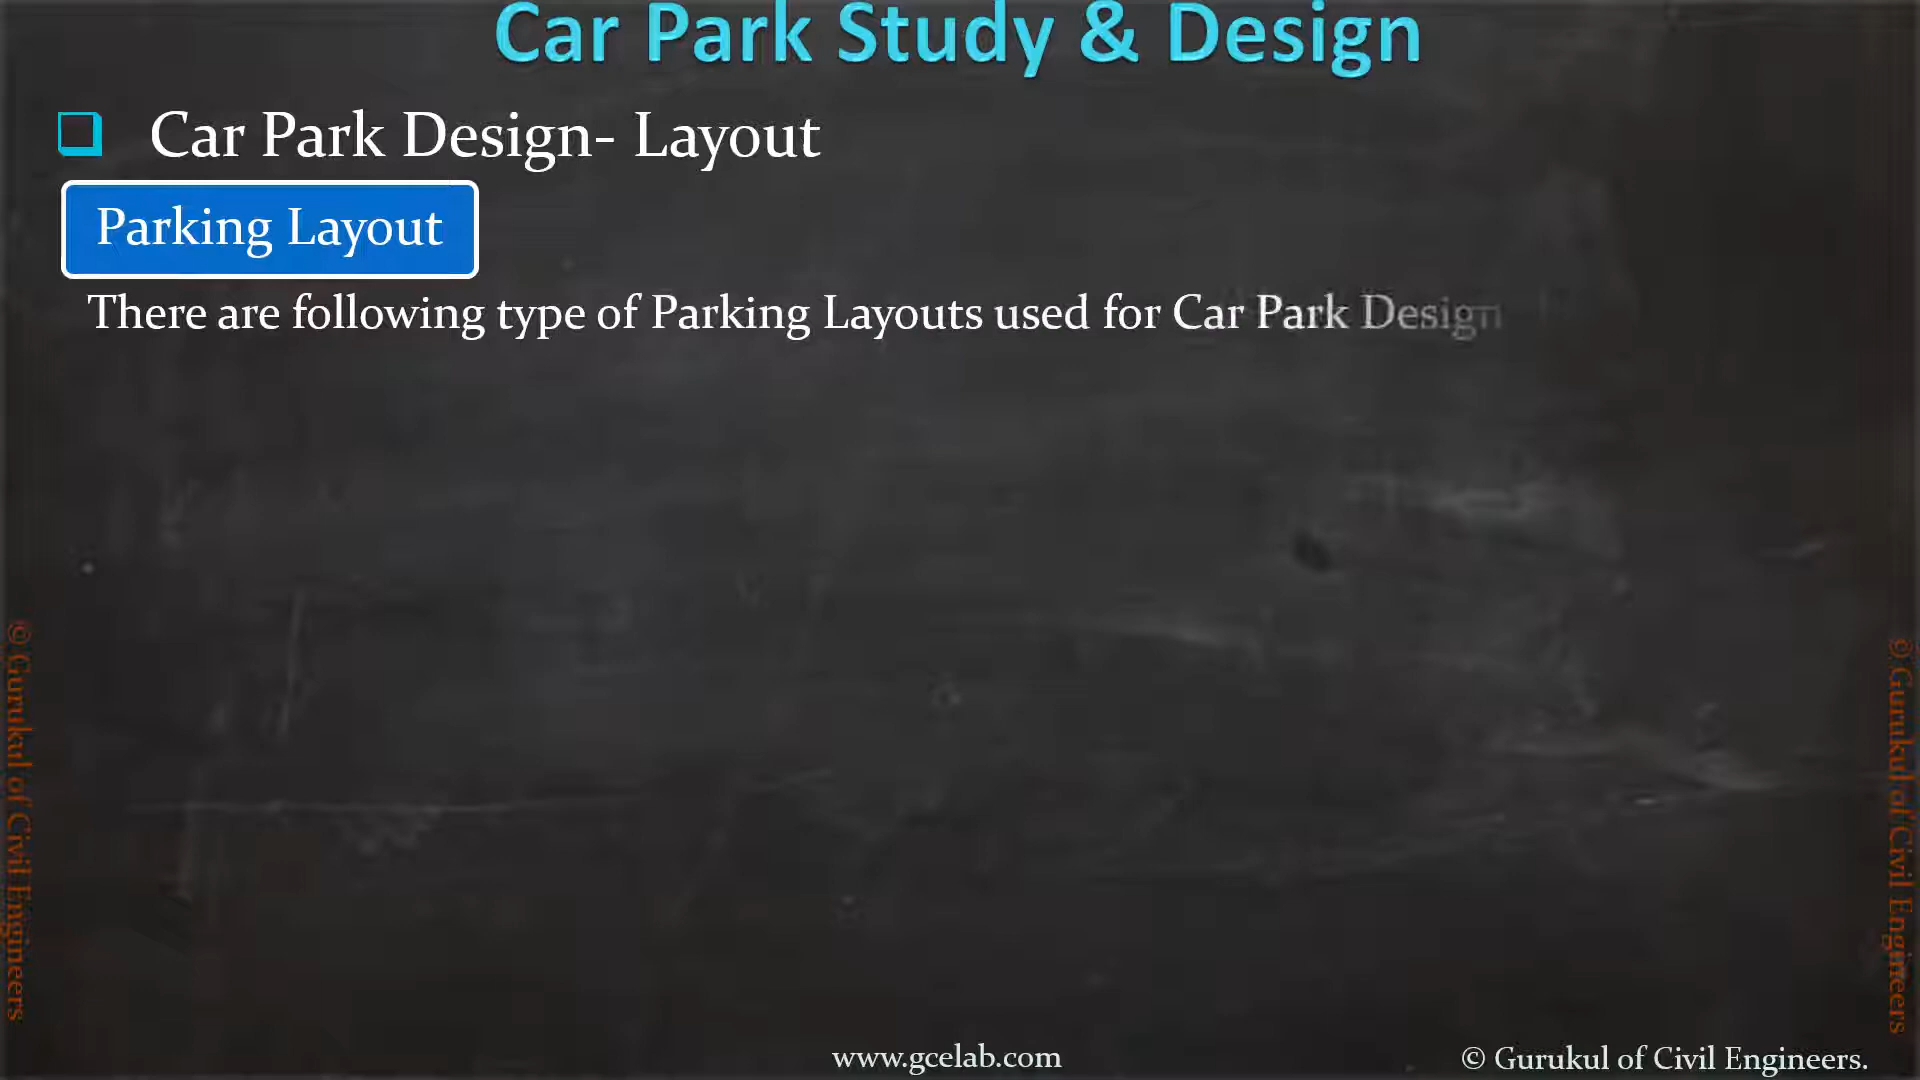 Car Park Study & Design
Car Park Design- Layout
Parking Layout
There are following type of Parking Layouts used for Car Park Design
© Gurukul of Civil Engineers
© Gurukul of Civil Engineers
www.gcelab.com
© Gurukul of Civil Engineers.